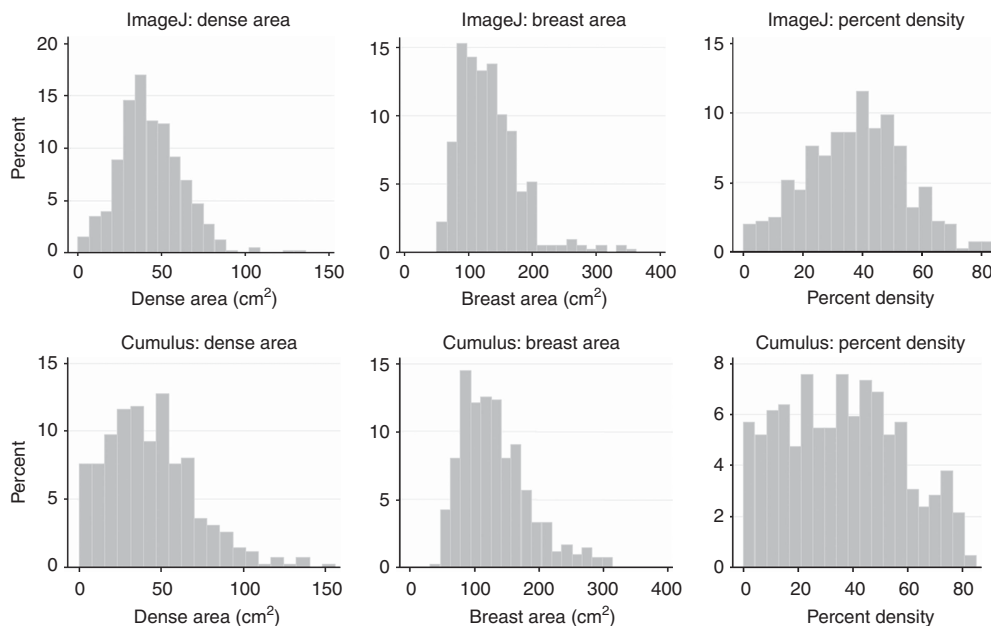 ImageJ: dense area
ImageJ: breast area
ImageJ: percent density
Percent
20
15
10
5
0
0 50 100 150
Dense area (cm²)
15
10
5
0
0 100 200 300 400
Breast area (cm²)
15
10
5
0
0 20 40 60 80
Percent density
Cumulus: dense area
Cumulus: breast area
Cumulus: percent density
Percent
15
10
5
0
0 50 100 150
Dense area (cm²)
15
10
5
0
0 100 200 300 400
Breast area (cm²)
8
6
4
2
0
0 20 40 60 80
Percent density